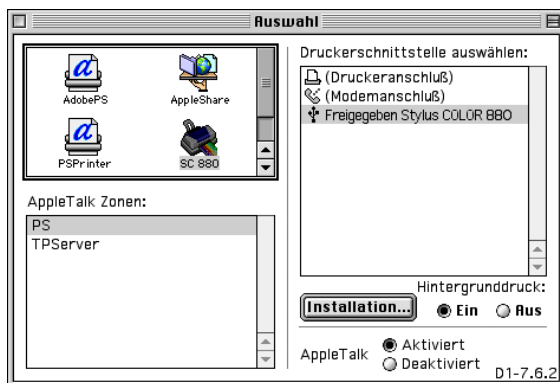 Auswahl
AdobePS
AppleShare
PSPrinter
SC 880
AppleTalk Zonen:
PS
TPServer
Druckerschnittstelle auswählen:
(Druckeranschluß)
(Modemanschluß)
Freigegeben Stylus COLOR 880
Hintergrunddruck:
Installation...
Ein
Aus
AppleTalk
Aktiviert
Deaktiviert
D1-7.6.2